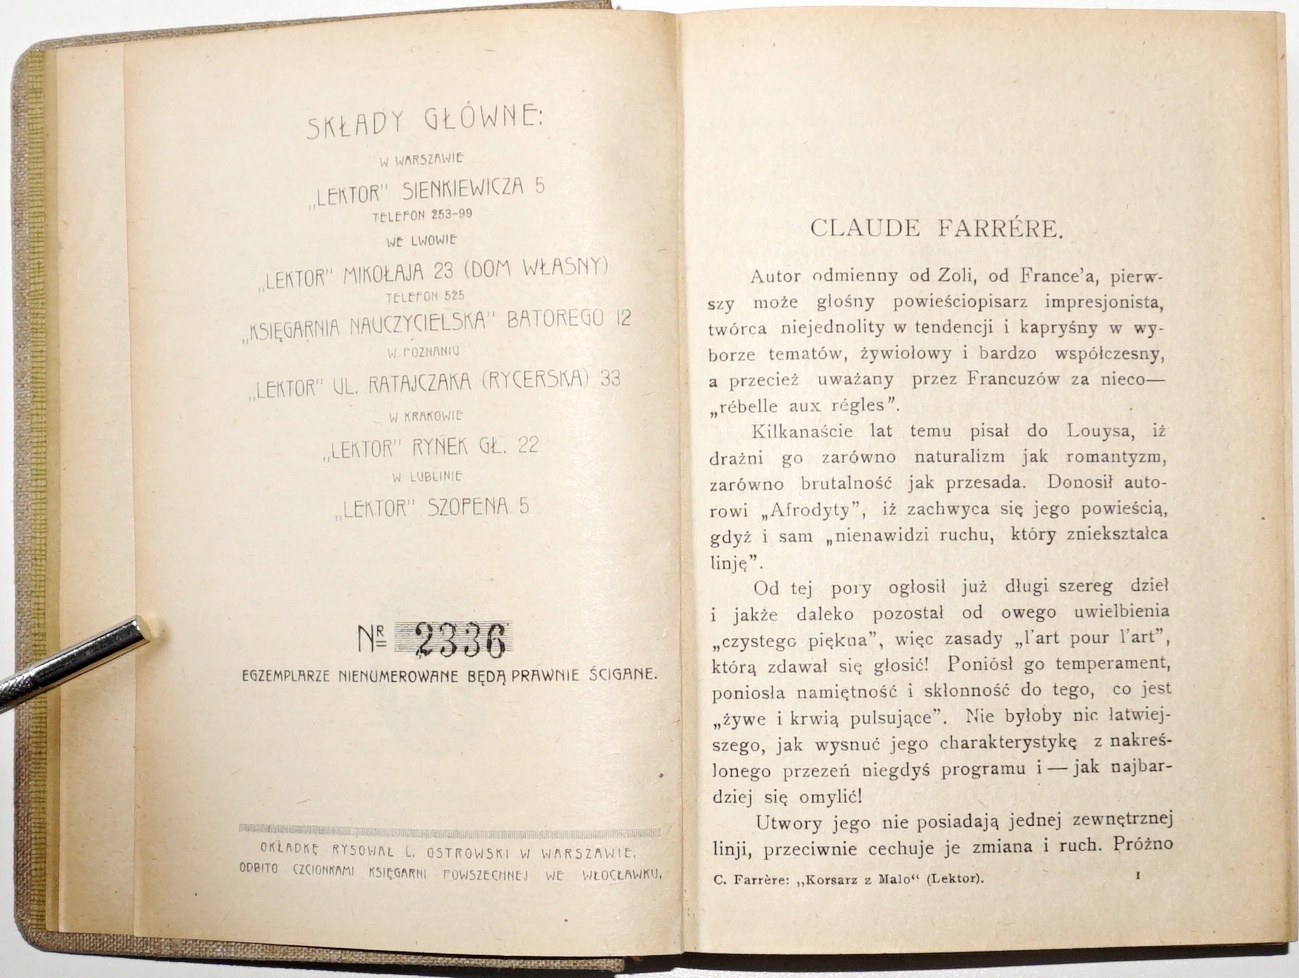 SKŁADY GŁÓWNE:
W WARSZAWIE
„LEKTOR" SIENKIEWICZA 5
TELEFON 253-99
WE LWOWIE
„LEKTOR" MIKOŁAJA 23 (DOM WŁASNY)
TELEFON 525
„KSIĘGARNIA NAUCZYCIELSKA" BATOREGO 12
W POZNANIU
„LEKTOR" UL. RATAJCZAKA (RYCERSKA) 33
W KRAKOWIE
„LEKTOR" RYNEK GŁ. 22
W LUBLINIE
„LEKTOR" SZOPENA 5
NR 2336
EGZEMPLARZE NIENUMEROWANE BĘDĄ PRAWNIE ŚCIGANE.
OKŁADKĘ RYSOWAŁ L. OSTROWSKI W WARSZAWIE,
ODBITO CZCIONKAMI KSIĘGARNI POWSZECHNEJ WE WŁOCŁAWKU.
CLAUDE FARRÉRE.
Autor odmienny od Zoli, od France'a, pierw-
szy może głośny powieściopisarz impresjonista,
twórca niejednolity w tendencji i kapryśny w wy-
borze tematów, żywiołowy i bardzo współczesny,
a przecież uważany przez Francuzów za nieco—
„rébelle aux régles".
Kilkanaście lat temu pisał do Louysa, iż
drażni go zarówno naturalizm jak romantyzm,
zarówno brutalność jak przesada. Donosił auto-
rowi „Afrodyty", iż zachwyca się jego powieścią,
gdyż i sam „nienawidzi ruchu, który zniekształca
linję".
Od tej pory ogłosił już długi szereg dzieł
i jakże daleko pozostał od owego uwielbienia
„czystego piękna", więc zasady „l'art pour l'art",
którą zdawał się głosić! Poniósł go temperament,
poniosła namiętność i skłonność do tego, co jest
„żywe i krwią pulsujące". Nie byłoby nic łatwiej-
szego, jak wysnuć jego charakterystykę z nakreś-
lonego przezeń niegdyś programu i — jak najbar-
dziej się omylić!
Utwory jego nie posiadają jednej zewnętrznej
linji, przeciwnie cechuje je zmiana i ruch. Próżno
C. Farrère: „Korsarz z Malo" (Lektor). 1